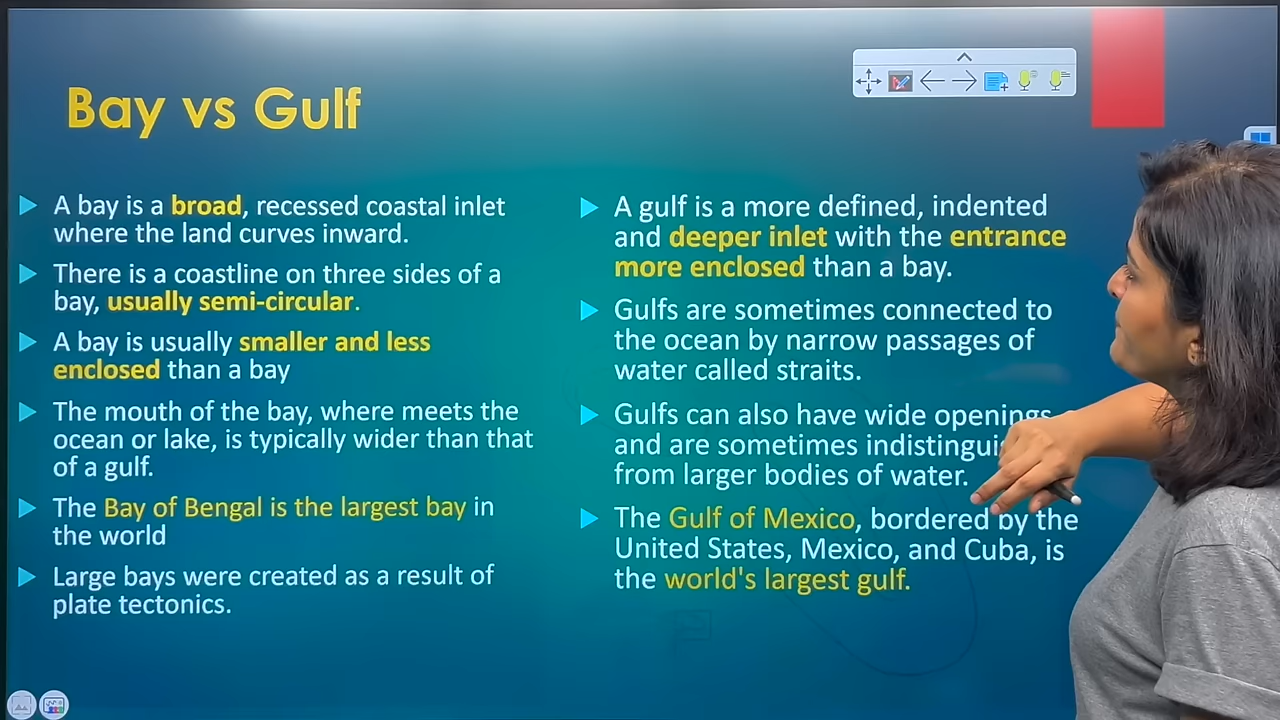 Bay vs Gulf
A bay is a broad, recessed coastal inlet
where the land curves inward.
There is a coastline on three sides of a
bay, usually semi-circular.
A bay is usually smaller and less
enclosed than a bay
The mouth of the bay, where meets the
ocean or lake, is typically wider than that
of a gulf.
The Bay of Bengal is the largest bay in
the world
Large bays were created as a result of
plate tectonics.
A gulf is a more defined, indented
and deeper inlet with the entrance
more enclosed than a bay.
Gulfs are sometimes connected to
the ocean by narrow passages of
water called straits.
Gulfs can also have wide openings
and are sometimes
from larger bodies of water.
The Gulf of Mexico, bordered by the
United States, Mexico, and Cuba, is
the world's largest gulf.